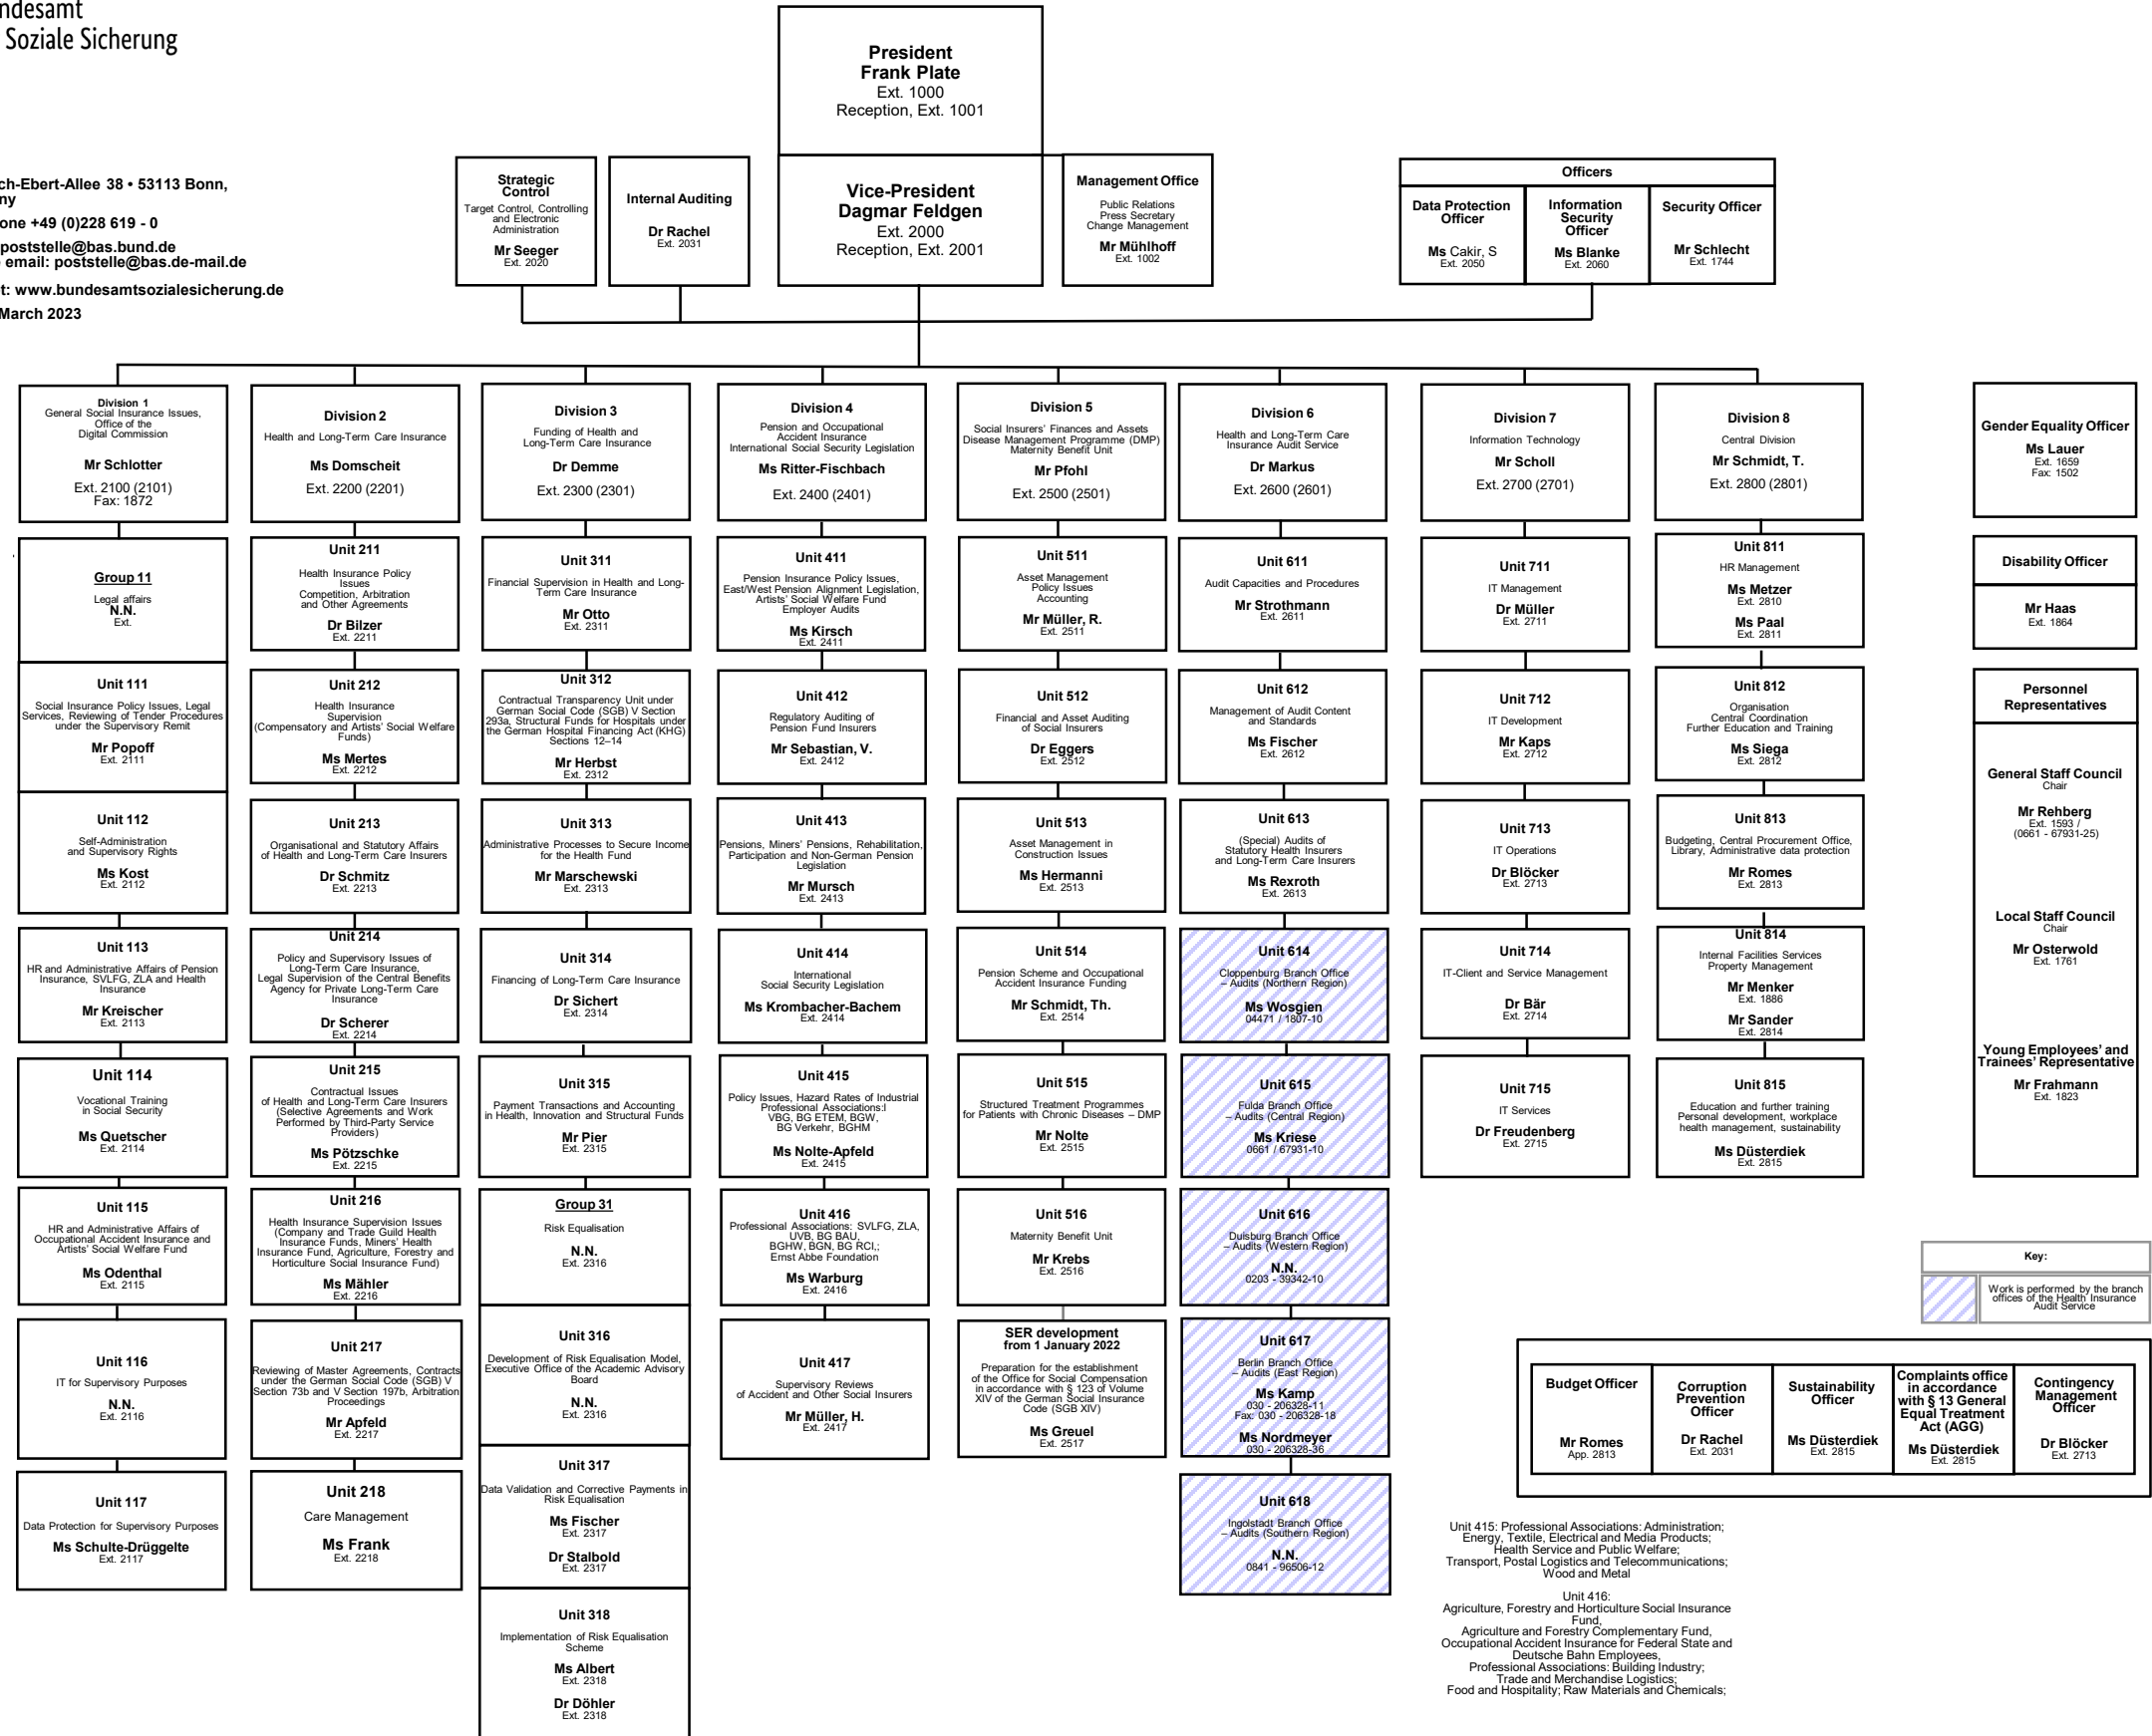 ndesamt
Soziale Sicherung
ch-Ebert-Allee 38 • 53113 Bonn,
ny
one +49 (0)228 619 - 0
poststelle@bas.bund.de
email: poststelle@bas.de-mail.de
t: www.bundesamtsozialesicherung.de
March 2023
President
Frank Plate
Ext. 1000
Reception, Ext. 1001
Strategic
Control
Target Control, Controlling
and Electronic
Administration
Mr Seeger
Ext. 2020
Internal Auditing
Dr Rachel
Ext. 2031
Vice-President
Dagmar Feldgen
Ext. 2000
Reception, Ext. 2001
Management Office
Public Relations
Press Secretary
Change Management
Mr Mühlhoff
Ext. 1002
Officers
Data Protection
Officer
Ms Cakir, S
Ext. 2050
Information
Security
Officer
Ms Blanke
Ext. 2060
Security Officer
Mr Schlecht
Ext. 1744
Division 1
General Social Insurance Issues,
Office of the
Digital Commission
Mr Schlotter
Ext. 2100 (2101)
Fax: 1872
Group 11
Legal affairs
N.N.
Ext.
Unit 111
Social Insurance Policy Issues, Legal
Services, Reviewing of Tender Procedures
under the Supervisory Remit
Mr Popoff
Ext. 2111
Unit 112
Self-Administration
and Supervisory Rights
Ms Kost
Ext. 2112
Unit 113
HR and Administrative Affairs of Pension
Insurance, SVLFG, ZLA and Health
Insurance
Mr Kreischer
Ext. 2113
Unit 114
Vocational Training
in Social Security
Ms Quetscher
Ext. 2114
Unit 115
HR and Administrative Affairs of
Occupational Accident Insurance and
Artists' Social Welfare Fund
Ms Odenthal
Ext. 2115
Unit 116
IT for Supervisory Purposes
N.N.
Ext. 2116
Unit 117
Data Protection for Supervisory Purposes
Ms Schulte-Drüggelte
Ext. 2117
Division 2
Health and Long-Term Care Insurance
Ms Domscheit
Ext. 2200 (2201)
Unit 211
Health Insurance Policy
Issues
Competition, Arbitration
and Other Agreements
Dr Bilzer
Ext. 2211
Unit 212
Health Insurance
Supervision
(Compensatory and Artists' Social Welfare
Funds)
Ms Mertes
Ext. 2212
Unit 213
Organisational and Statutory Affairs
of Health and Long-Term Care Insurers
Dr Schmitz
Ext. 2213
Unit 214
Policy and Supervisory Issues of
Long-Term Care Insurance,
Legal Supervision of the Central Benefits
Agency for Private Long-Term Care
Insurance
Dr Scherer
Ext. 2214
Unit 215
Contractual Issues
of Health and Long-Term Care Insurers
(Selective Agreements and Work
Performed by Third-Party Service
Providers)
Ms Pötzschke
Ext. 2215
Unit 216
Health Insurance Supervision Issues
(Company and Trade Guild Health
Insurance Funds, Miners' Health
Insurance Fund, Agriculture, Forestry and
Horticulture Social Insurance Fund)
Ms Mähler
Ext. 2216
Unit 217
Reviewing of Master Agreements, Contracts
under the German Social Code (SGB) V
Section 73b and V Section 197b, Arbitration
Proceedings
Mr Apfeld
Ext. 2217
Unit 218
Care Management
Ms Frank
Ext. 2218
Division 3
Funding of Health and
Long-Term Care Insurance
Dr Demme
Ext. 2300 (2301)
Unit 311
Financial Supervision in Health and Long-
Term Care Insurance
Mr Otto
Ext. 2311
Unit 312
Contractual Transparency Unit under
German Social Code (SGB) V Section
293a, Structural Funds for Hospitals under
the German Hospital Financing Act (KHG)
Sections 12–14
Mr Herbst
Ext. 2312
Unit 313
Administrative Processes to Secure Income
for the Health Fund
Mr Marschewski
Ext. 2313
Unit 314
Financing of Long-Term Care Insurance
Dr Sichert
Ext. 2314
Unit 315
Payment Transactions and Accounting
in Health, Innovation and Structural Funds
Mr Pier
Ext. 2315
Group 31
Risk Equalisation
N.N.
Ext. 2316
Unit 316
Development of Risk Equalisation Model,
Executive Office of the Academic Advisory
Board
N.N.
Ext. 2316
Unit 317
Data Validation and Corrective Payments in
Risk Equalisation
Ms Fischer
Ext. 2317
Dr Stalbold
Ext. 2317
Unit 318
Implementation of Risk Equalisation
Scheme
Ms Albert
Ext. 2318
Dr Döhler
Ext. 2318
Division 4
Pension and Occupational
Accident Insurance
International Social Security Legislation
Ms Ritter-Fischbach
Ext. 2400 (2401)
Unit 411
Pension Insurance Policy Issues,
East/West Pension Alignment Legislation,
Artists' Social Welfare Fund
Employer Audits
Ms Kirsch
Ext. 2411
Unit 412
Regulatory Auditing of
Pension Fund Insurers
Mr Sebastian, V.
Ext. 2412
Unit 413
Pensions, Miners' Pensions, Rehabilitation,
Participation and Non-German Pension
Legislation
Mr Mursch
Ext. 2413
Unit 414
International
Social Security Legislation
Ms Krombacher-Bachem
Ext. 2414
Unit 415
Policy Issues, Hazard Rates of Industrial
Professional Associations:l
VBG, BG ETEM, BGW,
BG Verkehr, BGHM
Ms Nolte-Apfeld
Ext. 2415
Unit 416
Professional Associations: SVLFG, ZLA,
UVB, BG BAU,
BGHW, BGN, BG RCI,;
Ernst Abbe Foundation
Ms Warburg
Ext. 2416
Unit 417
Supervisory Reviews
of Accident and Other Social Insurers
Mr Müller, H.
Ext. 2417
Division 5
Social Insurers' Finances and Assets
Disease Management Programme (DMP)
Maternity Benefit Unit
Mr Pfohl
Ext. 2500 (2501)
Unit 511
Asset Management
Policy Issues
Accounting
Mr Müller, R.
Ext. 2511
Unit 512
Financial and Asset Auditing
of Social Insurers
Dr Eggers
Ext. 2512
Unit 513
Asset Management in
Construction Issues
Ms Hermanni
Ext. 2513
Unit 514
Pension Scheme and Occupational
Accident Insurance Funding
Mr Schmidt, Th.
Ext. 2514
Unit 515
Structured Treatment Programmes
for Patients with Chronic Diseases – DMP
Mr Nolte
Ext. 2515
Unit 516
Maternity Benefit Unit
Mr Krebs
Ext. 2516
SER development
from 1 January 2022
Preparation for the establishment
of the Office for Social Compensation
in accordance with § 123 of Volume
XIV of the German Social Insurance
Code (SGB XIV)
Ms Greuel
Ext. 2517
Division 6
Health and Long-Term Care
Insurance Audit Service
Dr Markus
Ext. 2600 (2601)
Unit 611
Audit Capacities and Procedures
Mr Strothmann
Ext. 2611
Unit 612
Management of Audit Content
and Standards
Ms Fischer
Ext. 2612
Unit 613
(Special) Audits of
Statutory Health Insurers
and Long-Term Care Insurers
Ms Rexroth
Ext. 2613
Unit 614
Cloppenburg Branch Office
– Audits (Northern Region)
Ms Wosgien
04471 / 1807-10
Unit 615
Fulda Branch Office
– Audits (Central Region)
Ms Kriese
0661 / 67931-10
Unit 616
Duisburg Branch Office
– Audits (Western Region)
N.N.
0203 - 39342-10
Unit 617
Berlin Branch Office
– Audits (East Region)
Ms Kamp
030 - 206328-11
Fax: 030 - 206328-18
Ms Nordmeyer
030 - 206328-36
Unit 618
Ingolstadt Branch Office
– Audits (Southern Region)
N.N.
0841 - 96506-12
Division 7
Information Technology
Mr Scholl
Ext. 2700 (2701)
Unit 711
IT Management
Dr Müller
Ext. 2711
Unit 712
IT Development
Mr Kaps
Ext. 2712
Unit 713
IT Operations
Dr Blöcker
Ext. 2713
Unit 714
IT-Client and Service Management
Dr Bär
Ext. 2714
Unit 715
IT Services
Dr Freudenberg
Ext. 2715
Division 8
Central Division
Mr Schmidt, T.
Ext. 2800 (2801)
Unit 811
HR Management
Ms Metzer
Ext. 2810
Ms Paal
Ext. 2811
Unit 812
Organisation
Central Coordination
Further Education and Training
Ms Siega
Ext. 2812
Unit 813
Budgeting, Central Procurement Office,
Library, Administrative data protection
Mr Romes
Ext. 2813
Unit 814
Internal Facilities Services
Property Management
Mr Menker
Ext. 1886
Mr Sander
Ext. 2814
Unit 815
Education and further training
Personal development, workplace
health management, sustainability
Ms Düsterdiek
Ext. 2815
Gender Equality Officer
Ms Lauer
Ext. 1659
Fax: 1502
Disability Officer
Mr Haas
Ext. 1864
Personnel
Representatives
General Staff Council
Chair
Mr Rehberg
Ext. 1593 /
(0661 - 67931-25)
Local Staff Council
Chair
Mr Osterwold
Ext. 1761
Young Employees' and
Trainees' Representative
Mr Frahmann
Ext. 1823
Key:
Work is performed by the branch
offices of the Health Insurance
Audit Service
Budget Officer
Mr Romes
App. 2813
Corruption
Prevention
Officer
Dr Rachel
Ext. 2031
Sustainability
Officer
Ms Düsterdiek
Ext. 2815
Complaints office
in accordance
with § 13 General
Equal Treatment
Act (AGG)
Ms Düsterdiek
Ext. 2815
Contingency
Management
Officer
Dr Blöcker
Ext. 2713
Unit 415: Professional Associations: Administration;
Energy, Textile, Electrical and Media Products;
Health Service and Public Welfare;
Transport, Postal Logistics and Telecommunications;
Wood and Metal
Unit 416:
Agriculture, Forestry and Horticulture Social Insurance
Fund,
Agriculture and Forestry Complementary Fund,
Occupational Accident Insurance for Federal State and
Deutsche Bahn Employees,
Professional Associations: Building Industry;
Trade and Merchandise Logistics;
Food and Hospitality; Raw Materials and Chemicals;